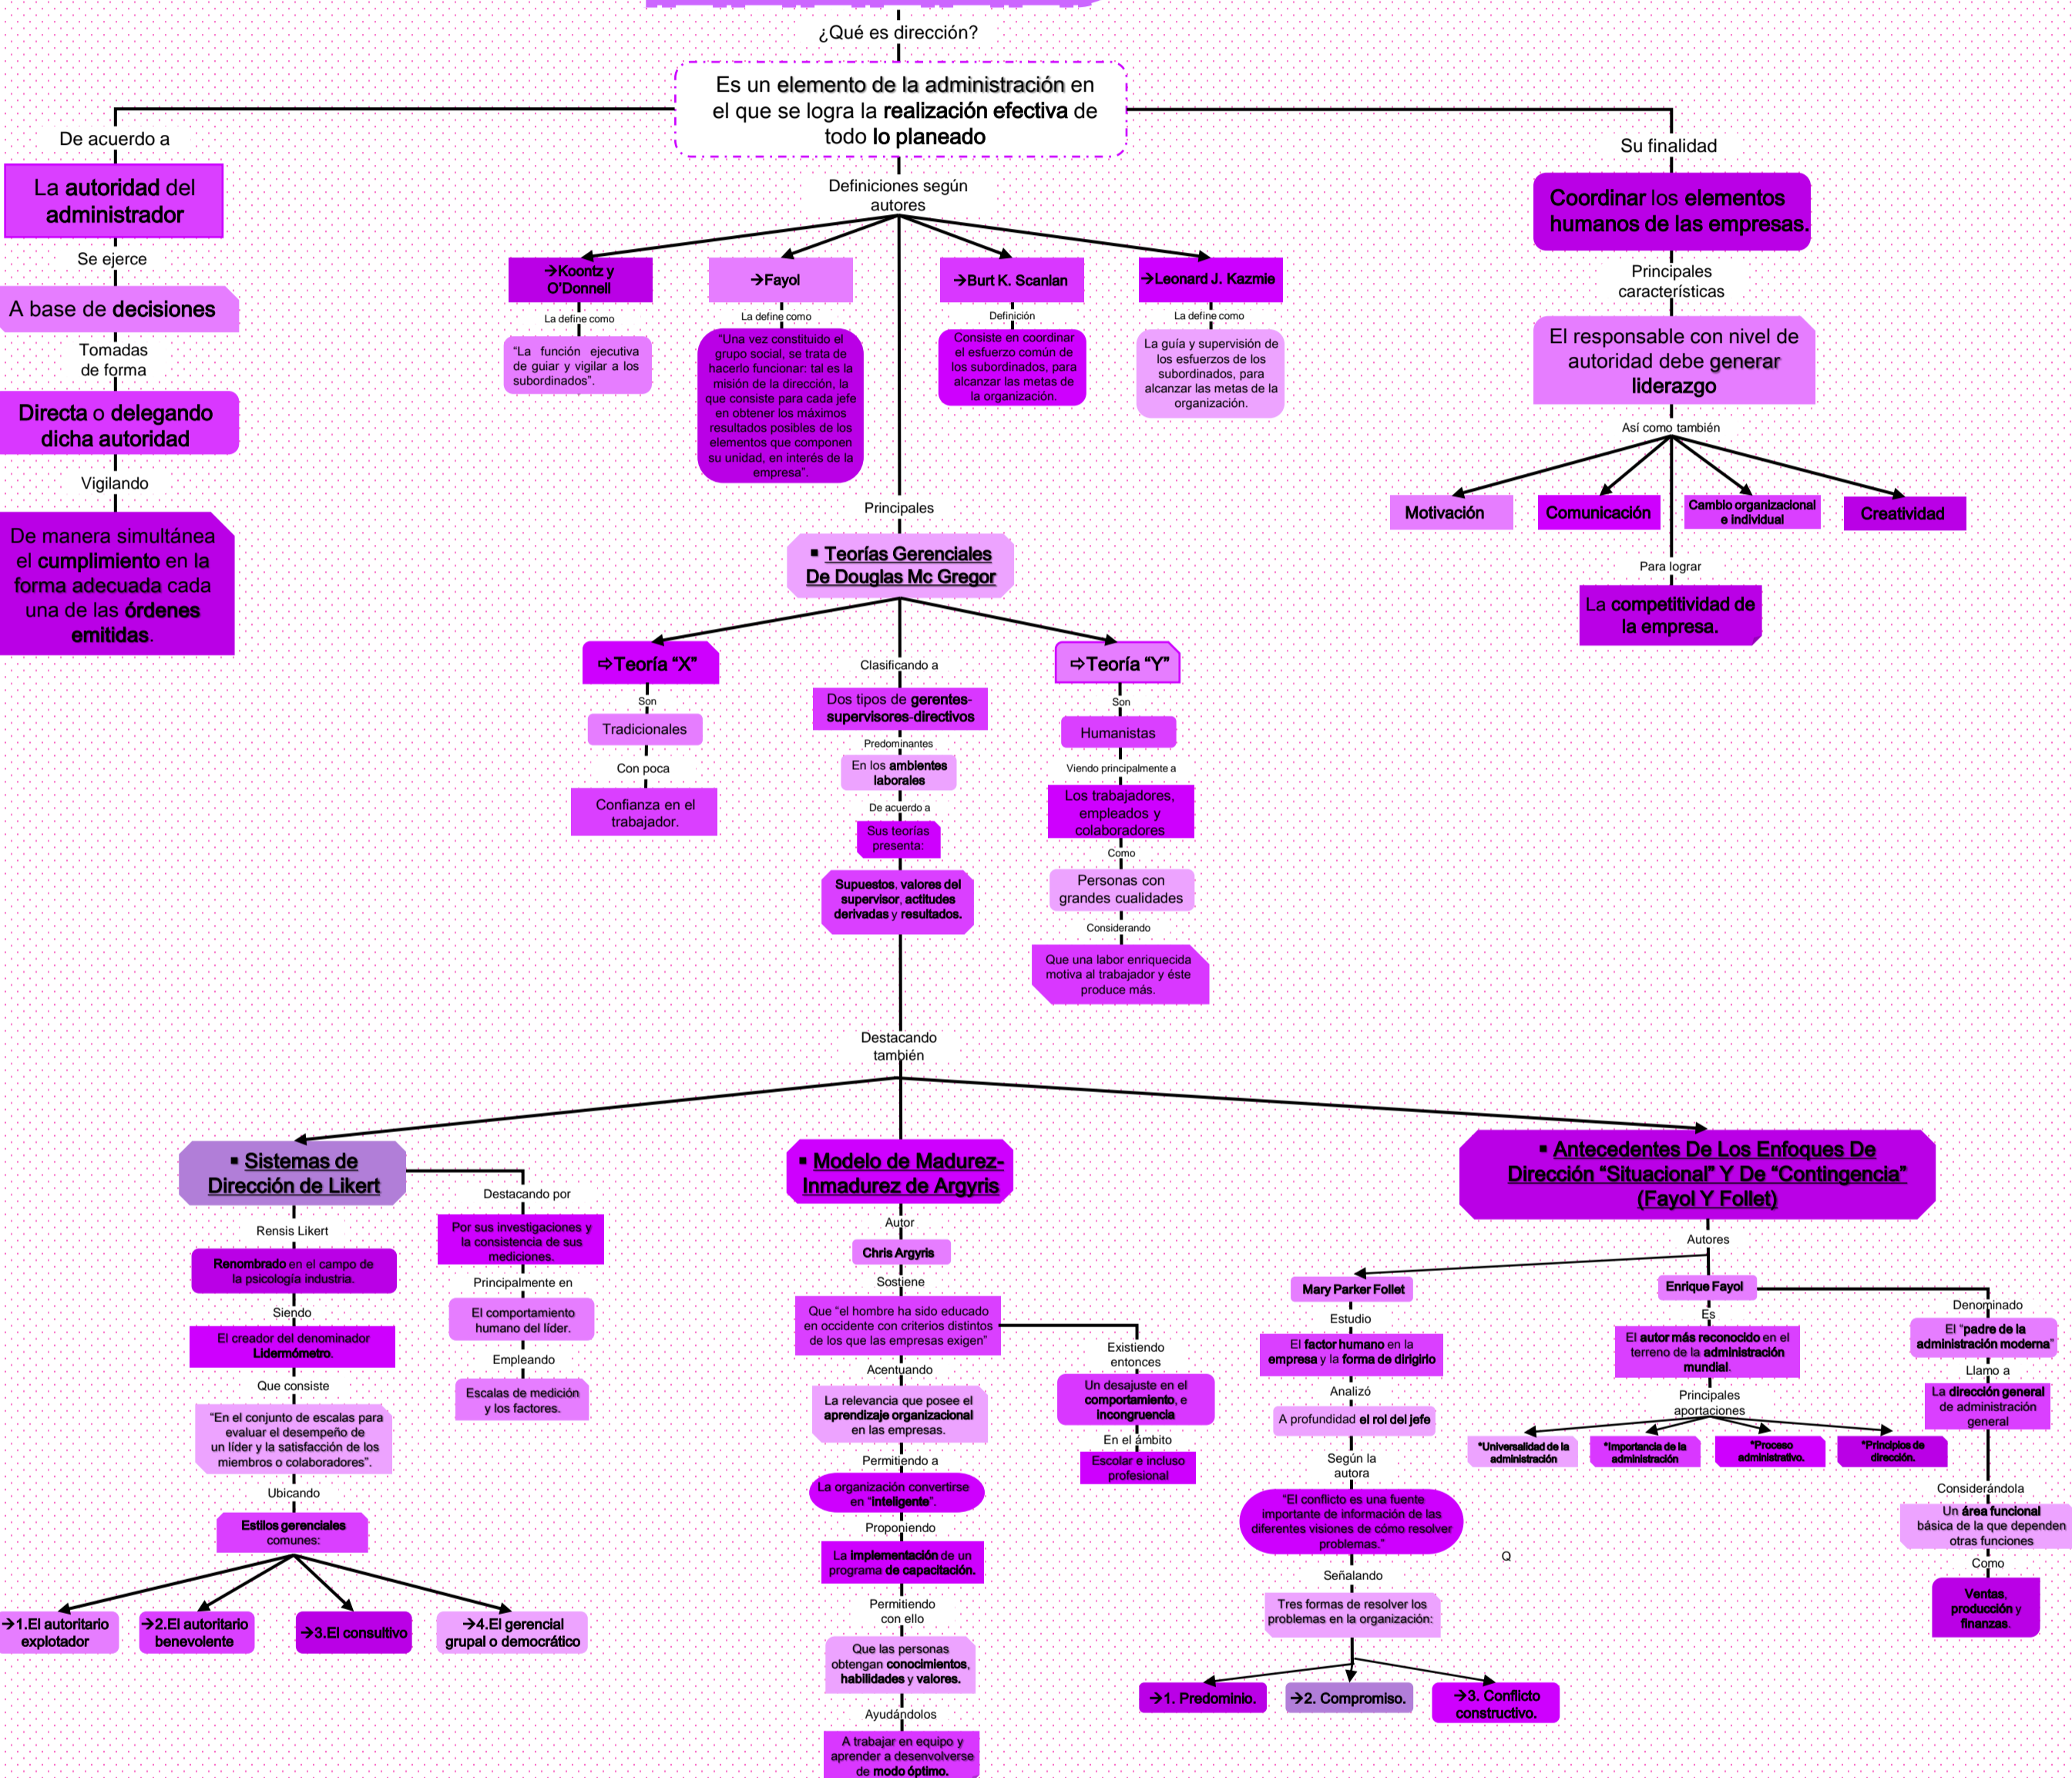 ¿Qué es dirección?
Es un elemento de la administración en
el que se logra la realización efectiva de
todo lo planeado
De acuerdo a
La autoridad del
administrador
Se ejerce
A base de decisiones
Tomadas
de forma
Directa o delegando
dicha autoridad
Vigilando
De manera simultánea
el cumplimiento en la
forma adecuada cada
una de las órdenes
emitidas.
Definiciones según
autores
→Koontz y
O'Donnell
La define como
“La función ejecutiva
de guiar y vigilar a los
subordinados”.
→Fayol
La define como
“Una vez constituido el
grupo social, se trata de
hacerlo funcionar: tal es la
misión de la dirección, la
que consiste para cada jefe
en obtener los máximos
resultados posibles de los
elementos que componen
su unidad, en interés de la
empresa”.
→Burt K. Scanlan
Definición
Consiste en coordinar
el esfuerzo común de
los subordinados, para
alcanzar las metas de
la organización.
→Leonard J. Kazmie
La define como
La guía y supervisión de
los esfuerzos de los
subordinados, para
alcanzar las metas de la
organización.
Su finalidad
Coordinar los elementos
humanos de las empresas.
Principales
características
El responsable con nivel de
autoridad debe generar
liderazgo
Así como también
Motivación
Comunicación
Cambio organizacional
e individual
Creatividad
Para lograr
La competitividad de
la empresa.
Principales
▪ Teorías Gerenciales
De Douglas Mc Gregor
⇨Teoría “X”
Son
Tradicionales
Con poca
Confianza en el
trabajador.
Clasificando a
Dos tipos de gerentes-
supervisores-directivos
Predominantes
En los ambientes
laborales
De acuerdo a
Sus teorías
presenta:
Supuestos, valores del
supervisor, actitudes
derivadas y resultados.
⇨Teoría “Y”
Son
Humanistas
Viendo principalmente a
Los trabajadores,
empleados y
colaboradores
Como
Personas con
grandes cualidades
Considerando
Que una labor enriquecida
motiva al trabajador y éste
produce más.
Destacando
también
▪ Sistemas de
Dirección de Likert
Rensis Likert
Renombrado en el campo de
la psicología industria.
Siendo
El creador del denominador
Lidermómetro.
Que consiste
“En el conjunto de escalas para
evaluar el desempeño de
un líder y la satisfacción de los
miembros o colaboradores”.
Ubicando
Estilos gerenciales
comunes:
→1.El autoritario
explotador
→2.El autoritario
benevolente
→3.El consultivo
→4.El gerencial
grupal o democrático
Destacando por
Por sus investigaciones y
la consistencia de sus
mediciones.
Principalmente en
El comportamiento
humano del líder.
Empleando
Escalas de medición
y los factores.
▪ Modelo de Madurez-
Inmadurez de Argyris
Autor
Chris Argyris
Sostiene
Que “el hombre ha sido educado
en occidente con criterios distintos
de los que las empresas exigen”
Acentuando
La relevancia que posee el
aprendizaje organizacional
en las empresas.
Permitiendo a
La organización convertirse
en “inteligente”.
Proponiendo
La implementación de un
programa de capacitación.
Permitiendo
con ello
Que las personas
obtengan conocimientos,
habilidades y valores.
Ayudándolos
A trabajar en equipo y
aprender a desenvolverse
de modo óptimo.
Existiendo
entonces
Un desajuste en el
comportamiento, e
incongruencia
En el ámbito
Escolar e incluso
profesional
▪ Antecedentes De Los Enfoques De
Dirección “Situacional” Y De “Contingencia”
(Fayol Y Follet)
Autores
Mary Parker Follet
Estudio
El factor humano en la
empresa y la forma de dirigirlo
Analizó
A profundidad el rol del jefe
Según la
autora
“El conflicto es una fuente
importante de información de las
diferentes visiones de cómo resolver
problemas.”
Señalando
Tres formas de resolver los
problemas en la organización:
→1. Predominio.
→2. Compromiso.
→3. Conflicto
constructivo.
Enrique Fayol
Es
El autor más reconocido en el
terreno de la administración
mundial.
Principales
aportaciones
*Universalidad de la
administración
*Importancia de la
administración
*Proceso
administrativo.
*Principios de
dirección.
Q
Denominado
El “padre de la
administración moderna”
Llamo a
La dirección general
de administración
general
Considerándola
Un área funcional
básica de la que dependen
otras funciones
Como
Ventas,
producción y
finanzas.